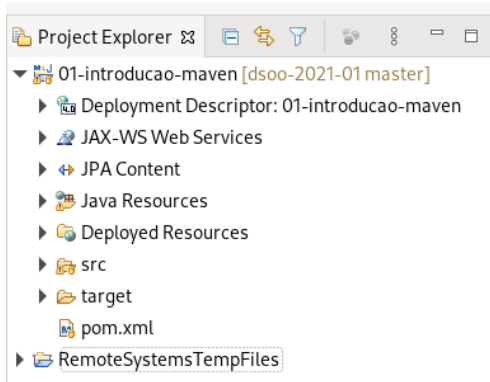 Project Explorer
01-introducao-maven [dsoo-2021-01 master]
Deployment Descriptor: 01-introducao-maven
JAX-WS Web Services
JPA Content
Java Resources
Deployed Resources
src
target
pom.xml
RemoteSystemsTempFiles